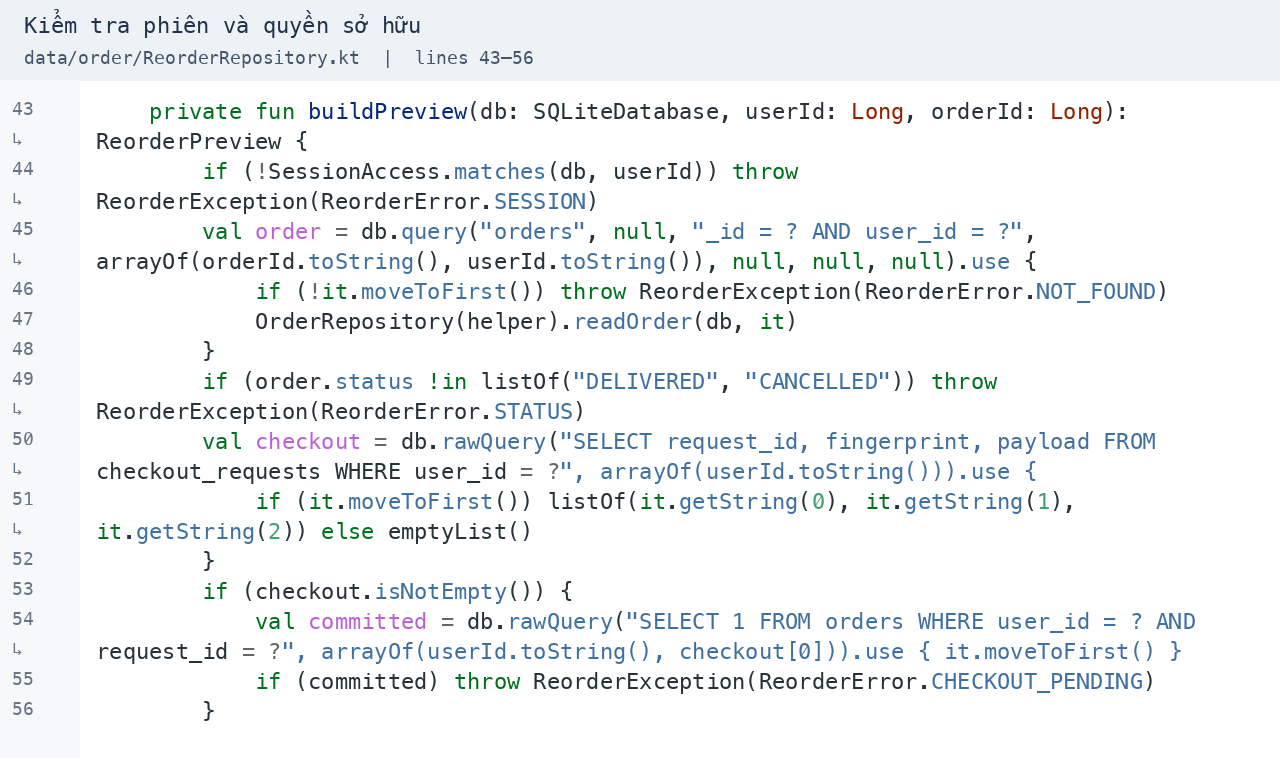 Kiểm tra phiên và quyền sở hữu
data/order/ReorderRepository.kt  |  lines 43–56
43     private fun buildPreview(db: SQLiteDatabase, userId: Long, orderId: Long):
↳ ReorderPreview {
44         if (!SessionAccess.matches(db, userId)) throw
↳ ReorderException(ReorderError.SESSION)
45         val order = db.query("orders", null, "_id = ? AND user_id = ?",
↳ arrayOf(orderId.toString(), userId.toString()), null, null, null).use {
46             if (!it.moveToFirst()) throw ReorderException(ReorderError.NOT_FOUND)
47             OrderRepository(helper).readOrder(db, it)
48         }
49         if (order.status !in listOf("DELIVERED", "CANCELLED")) throw
↳ ReorderException(ReorderError.STATUS)
50         val checkout = db.rawQuery("SELECT request_id, fingerprint, payload FROM
↳ checkout_requests WHERE user_id = ?", arrayOf(userId.toString())).use {
51             if (it.moveToFirst()) listOf(it.getString(0), it.getString(1),
↳ it.getString(2)) else emptyList()
52         }
53         if (checkout.isNotEmpty()) {
54             val committed = db.rawQuery("SELECT 1 FROM orders WHERE user_id = ? AND
↳ request_id = ?", arrayOf(userId.toString(), checkout[0])).use { it.moveToFirst() }
55             if (committed) throw ReorderException(ReorderError.CHECKOUT_PENDING)
56         }